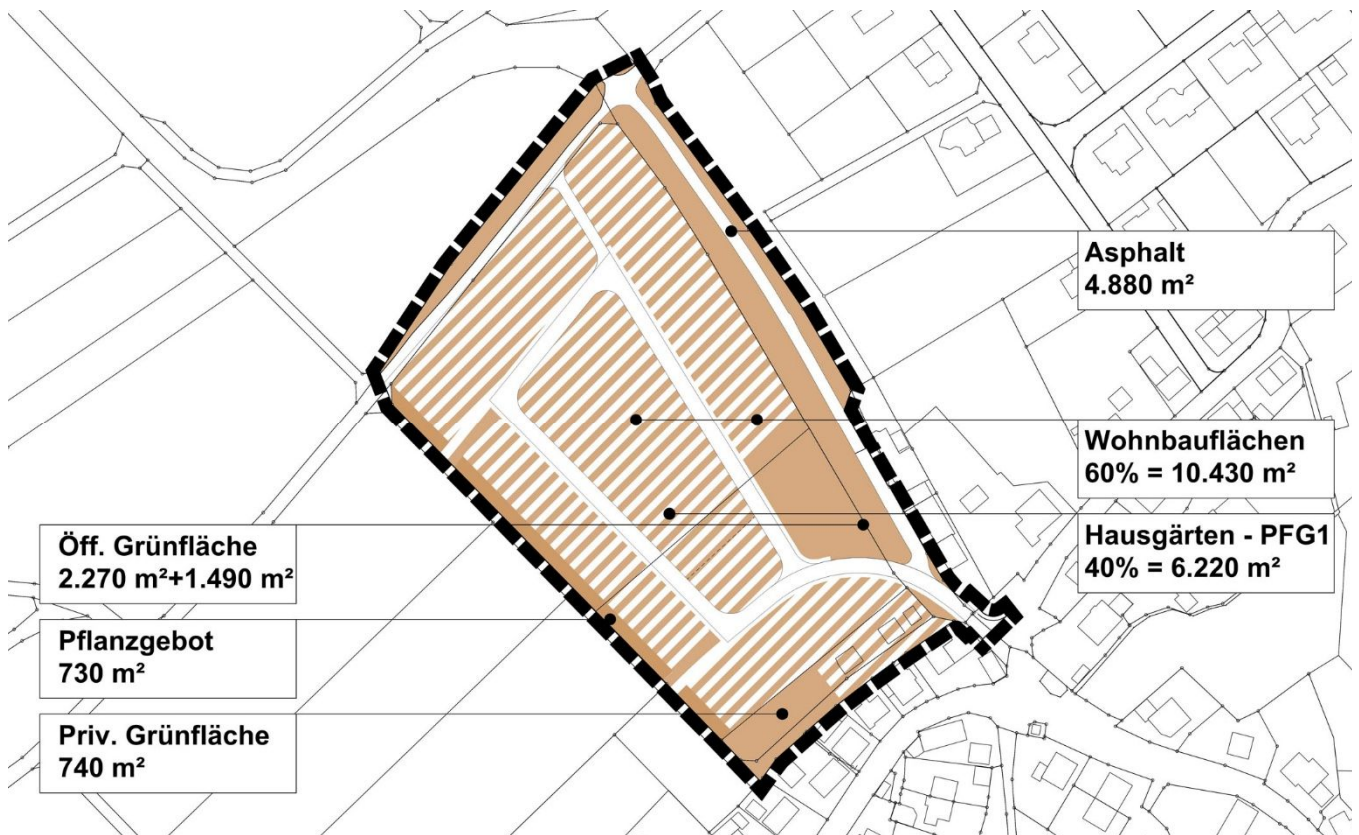 Asphalt
4.880 m²
Wohnbauflächen
60% = 10.430 m²
Hausgärten - PFG1
40% = 6.220 m²
Öff. Grünfläche
2.270 m²+1.490 m²
Pflanzgebot
730 m²
Priv. Grünfläche
740 m²